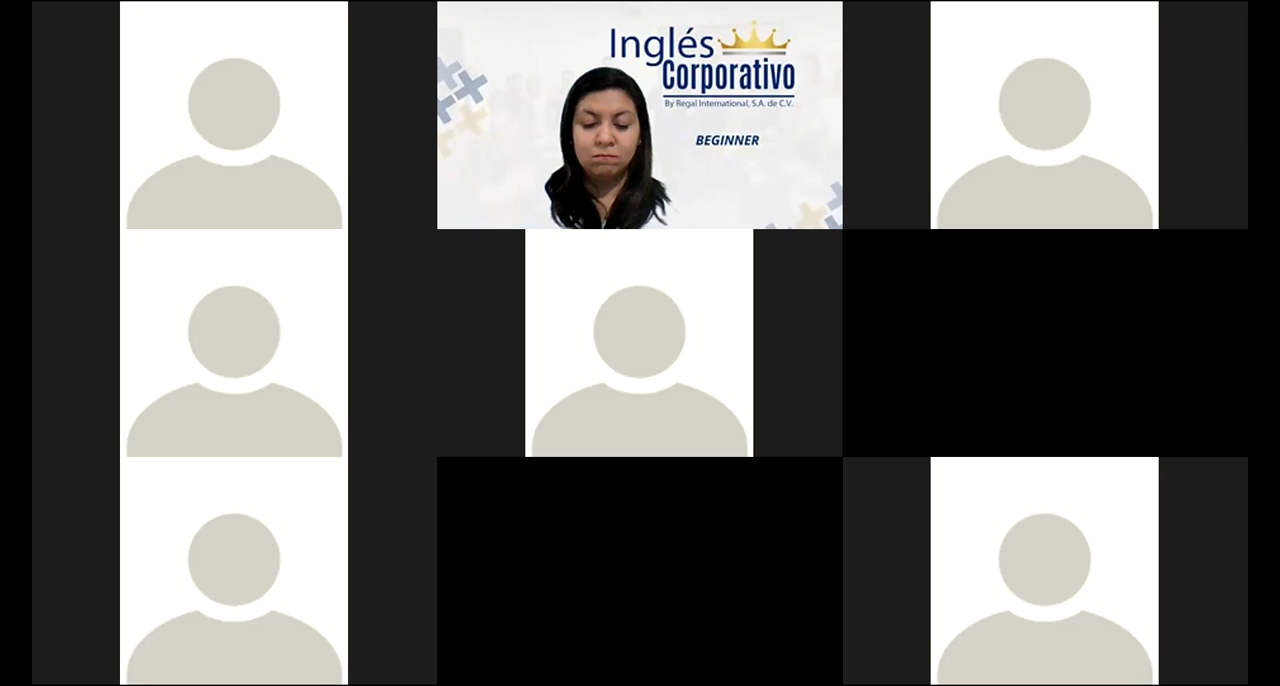 Inglés
Corporativo
By Regal International, S.A. de C.V.
BEGINNER